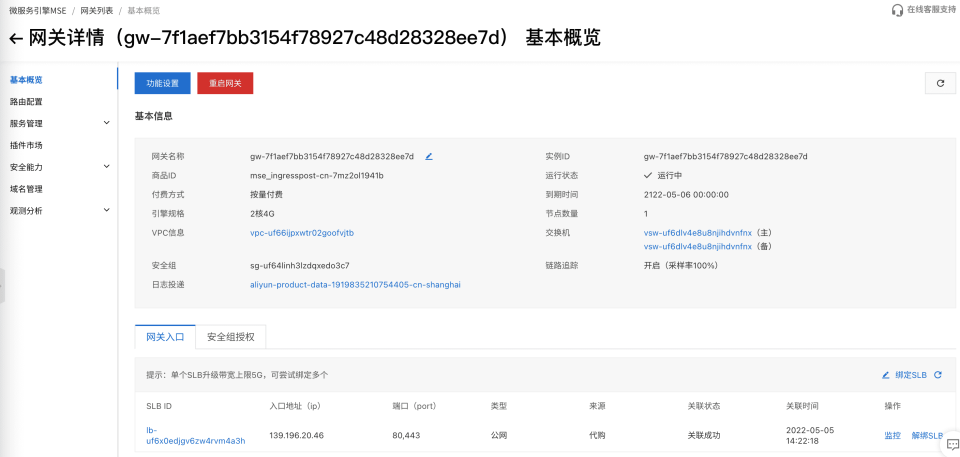 微服务引擎MSE / 网关列表 / 基本概览
在线客服支持
网关详情（gw-7f1aef7bb3154f78927c48d28328ee7d） 基本概览
基本概览
路由配置
服务管理
插件市场
安全能力
域名管理
观测分析
功能设置 重启网关
基本信息
网关名称 gw-7f1aef7bb3154f78927c48d28328ee7d 实例ID gw-7f1aef7bb3154f78927c48d28328ee7d
商品ID mse_ingresspost-cn-7mz2ol1941b 运行状态 运行中
付费方式 按量付费 到期时间 2122-05-06 00:00:00
引擎规格 2核4G 节点数量 1
VPC信息 vpc-uf66ijpxwtr02goofvjtb 交换机 vsw-uf6dlv4e8u8njihdvnfnx（主）
vsw-uf6dlv4e8u8njihdvnfnx（备）
安全组 sg-uf64linh3lzdqxedo3c7 链路追踪 开启（采样率100%）
日志投递 aliyun-product-data-1919835210754405-cn-shanghai
网关入口 安全组授权
提示：单个SLB升级带宽上限5G，可尝试绑定多个 绑定SLB
SLB ID 入口地址（ip） 端口（port） 类型 来源 关联状态 关联时间 操作
lb-uf6x0edjgv6zw4rvm4a3h 139.196.20.46 80,443 公网 代购 关联成功 2022-05-05 14:22:18 监控 解绑SLB